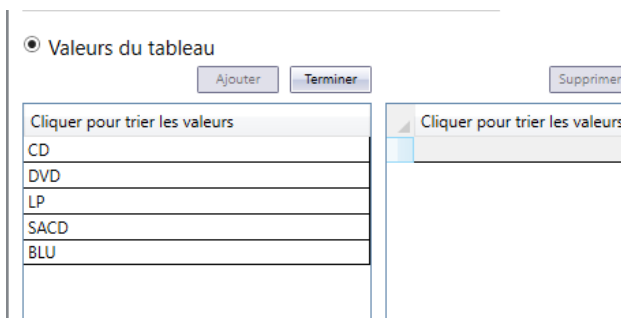 Valeurs du tableau
Ajouter Terminer Supprimer
Cliquer pour trier les valeurs Cliquer pour trier les valeurs
CD
DVD
LP
SACD
BLU